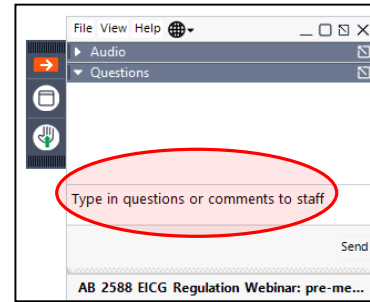 File View Help
Audio
Questions
Type in questions or comments to staff
Send
AB 2588 EICG Regulation Webinar: pre-me...